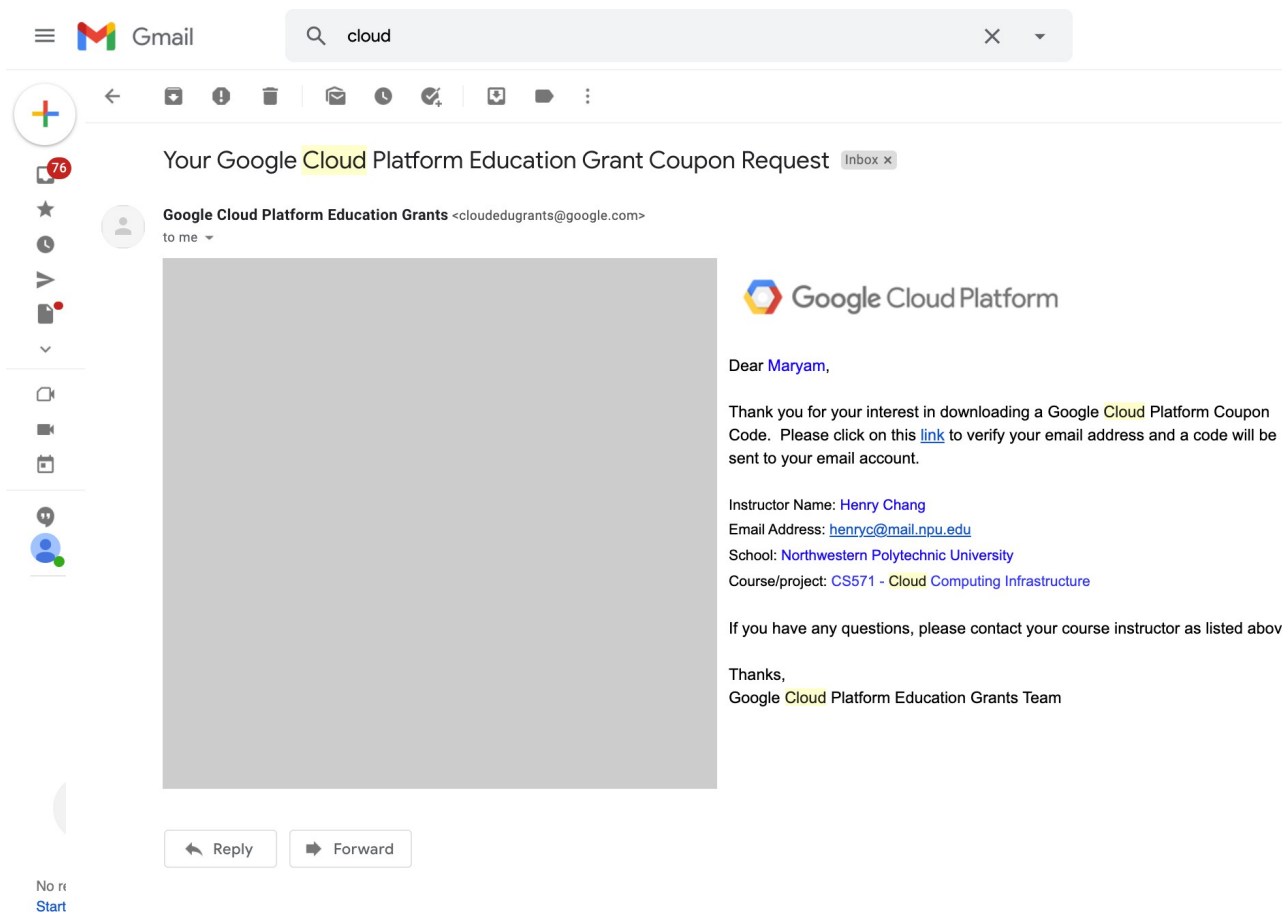 Gmail
cloud
76
Your Google Cloud Platform Education Grant Coupon Request Inbox ×
Google Cloud Platform Education Grants <cloudedugrants@google.com>
to me
Google Cloud Platform
Dear Maryam,
Thank you for your interest in downloading a Google Cloud Platform Coupon
Code. Please click on this link to verify your email address and a code will be
sent to your email account.
Instructor Name: Henry Chang
Email Address: henryc@mail.npu.edu
School: Northwestern Polytechnic University
Course/project: CS571 - Cloud Computing Infrastructure
If you have any questions, please contact your course instructor as listed abov
Thanks,
Google Cloud Platform Education Grants Team
Reply Forward
No re
Start